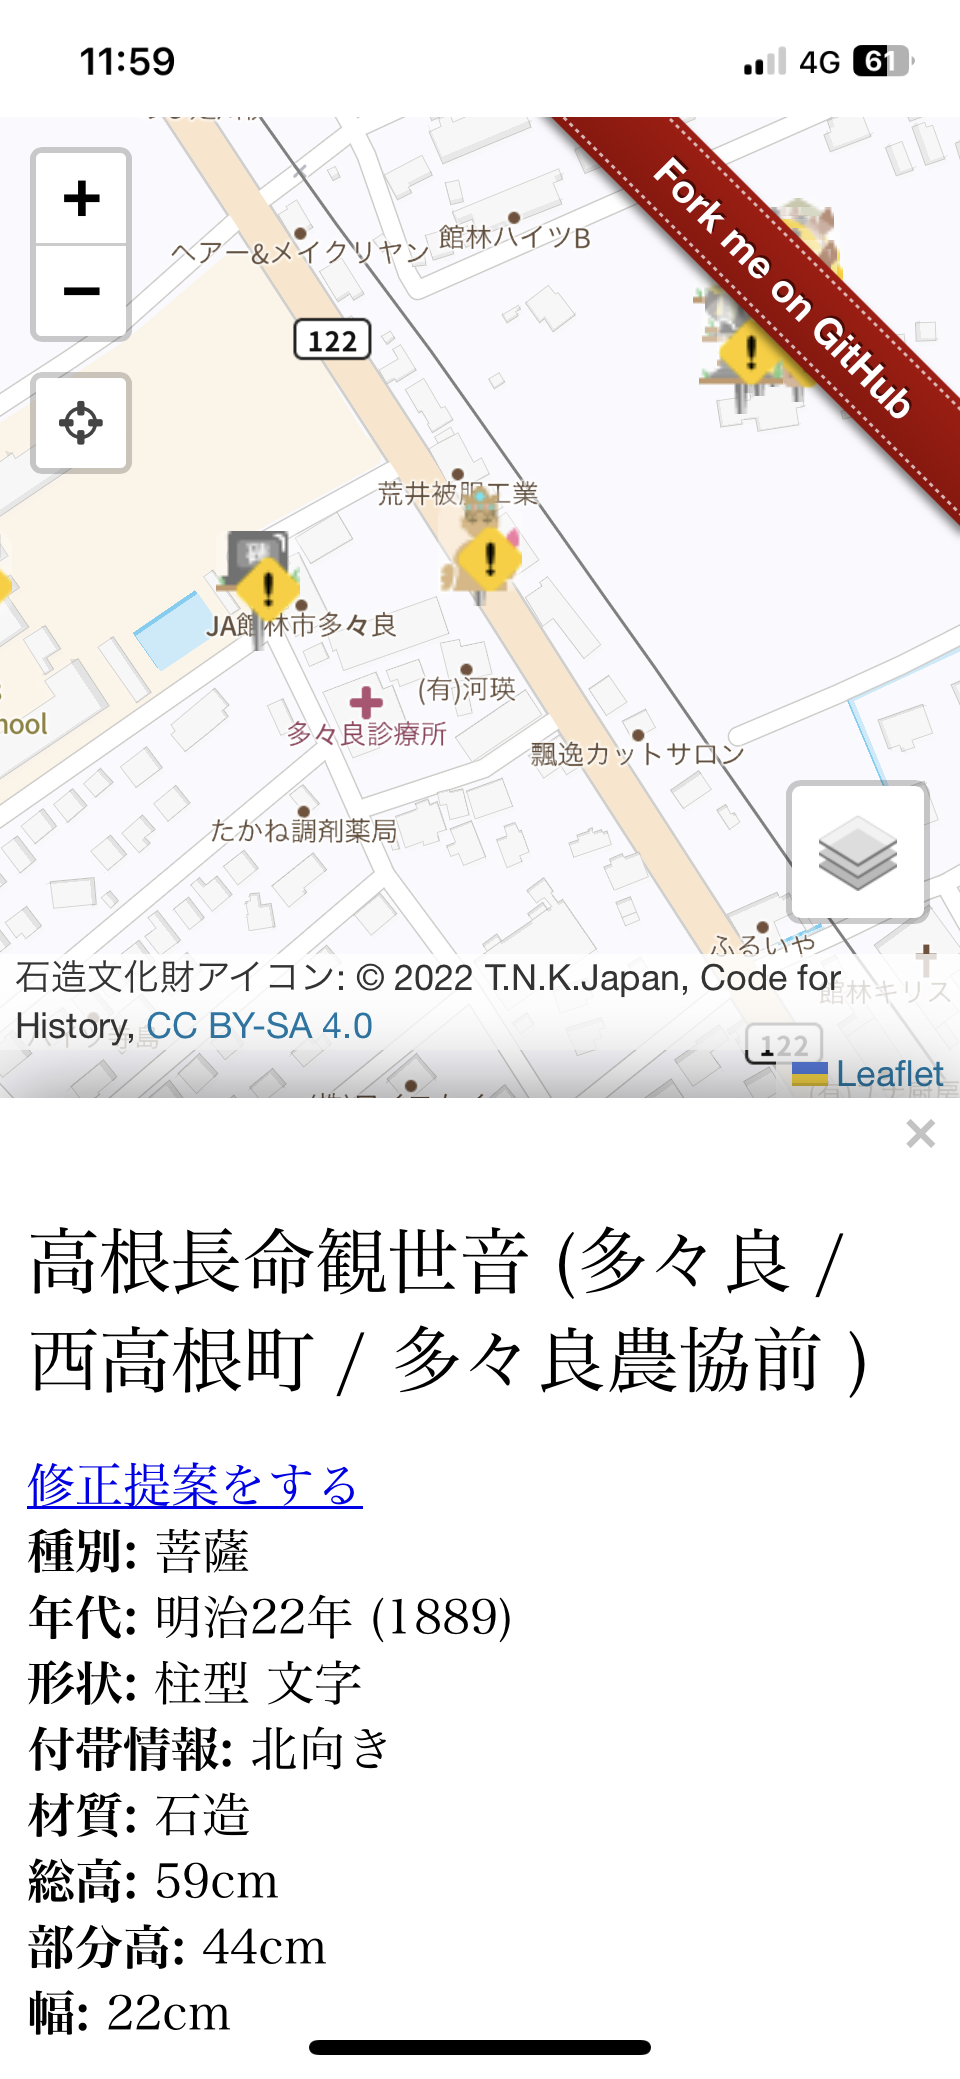 11:59
4G
61
+
−
ヘアー&メイクリヤン
館林ハイツB
Fork me on GitHub
122
荒井被服工業
JA館林市多々良
(有)河瑛
hool
多々良診療所
飄逸カットサロン
たかね調剤薬局
ふるいや
館林キリス
石造文化財アイコン: © 2022 T.N.K.Japan, Code for
History, CC BY-SA 4.0
122
Leaflet
×
高根長命観世音 (多々良 /
西高根町 / 多々良農協前 )
修正提案をする
種別: 菩薩
年代: 明治22年 (1889)
形状: 柱型 文字
付帯情報: 北向き
材質: 石造
総高: 59cm
部分高: 44cm
幅: 22cm